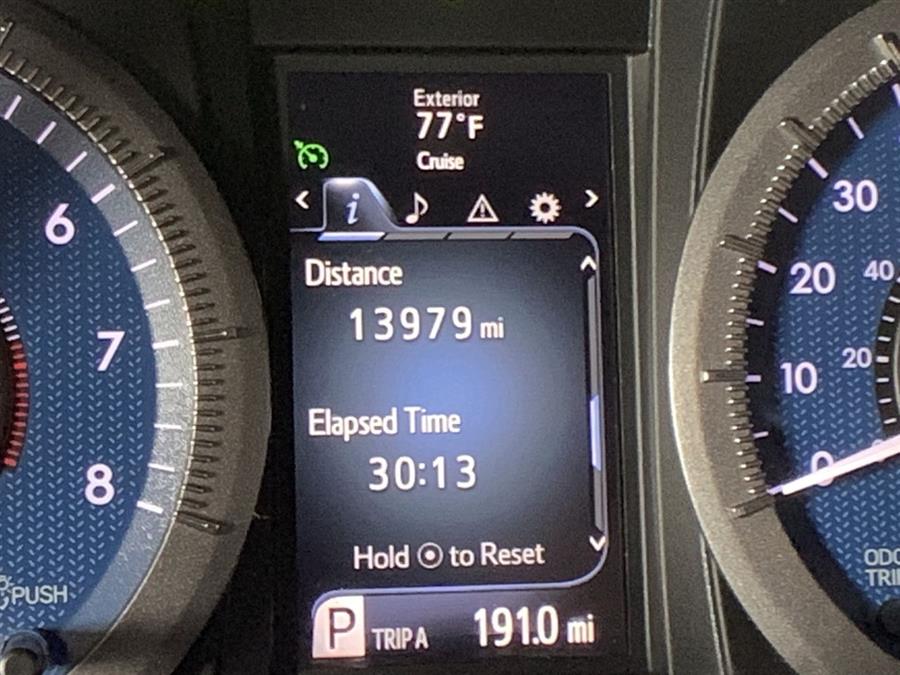 Exterior
77°F
Cruise
i
Distance
13979 mi
Elapsed Time
30:13
Hold to Reset
P TRIP A 191.0 mi
6
7
8
PUSH
30
20
10
0
40
20
ODO
TRIP